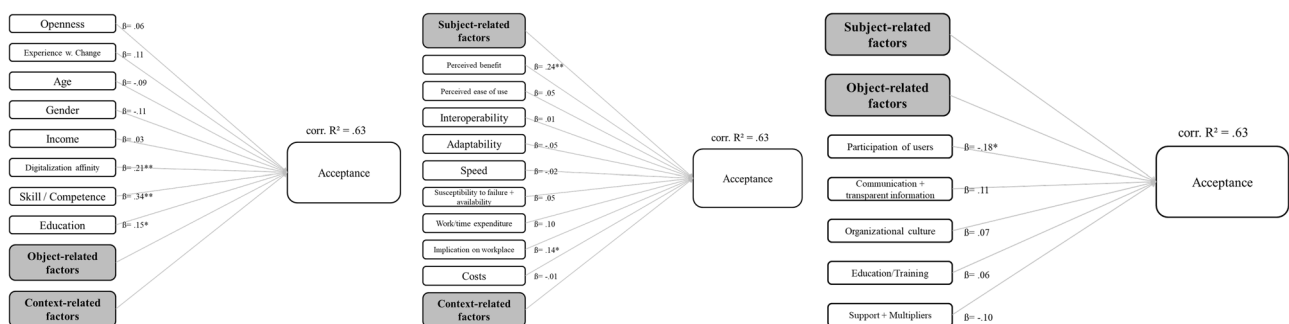 Openness
ß= .06
Experience w. Change
ß= .11
Age
ß= -.09
Gender
ß= -.11
Income
ß= .03
Digitalization affinity
ß= .21**
Skill / Competence
ß= .34**
Education
ß= .15*
Object-related
factors
Context-related
factors
corr. R² = .63
Acceptance
Subject-related
factors
Perceived benefit
ß= .24**
Perceived ease of use
ß= .05
Interoperability
ß= .01
Adaptability
ß= -.05
Speed
ß= -.02
Susceptibility to failure +
availability
ß= .05
Work/time expenditure
ß= .10
Implication on workplace
ß= .14*
Costs
ß= -.01
Context-related
factors
corr. R² = .63
Acceptance
Subject-related
factors
Object-related
factors
Participation of users
ß= -.18*
Communication +
transparent information
ß= .11
Organizational culture
ß= .07
Education/Training
ß= .06
Support + Multipliers
ß= -.10
corr. R² = .63
Acceptance